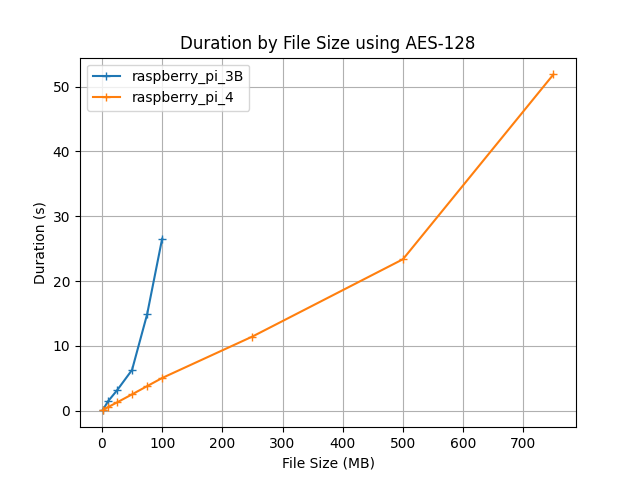 Duration by File Size using AES-128
raspberry_pi_3B
raspberry_pi_4
Duration (s)
50
40
30
20
10
0
0 100 200 300 400 500 600 700
File Size (MB)